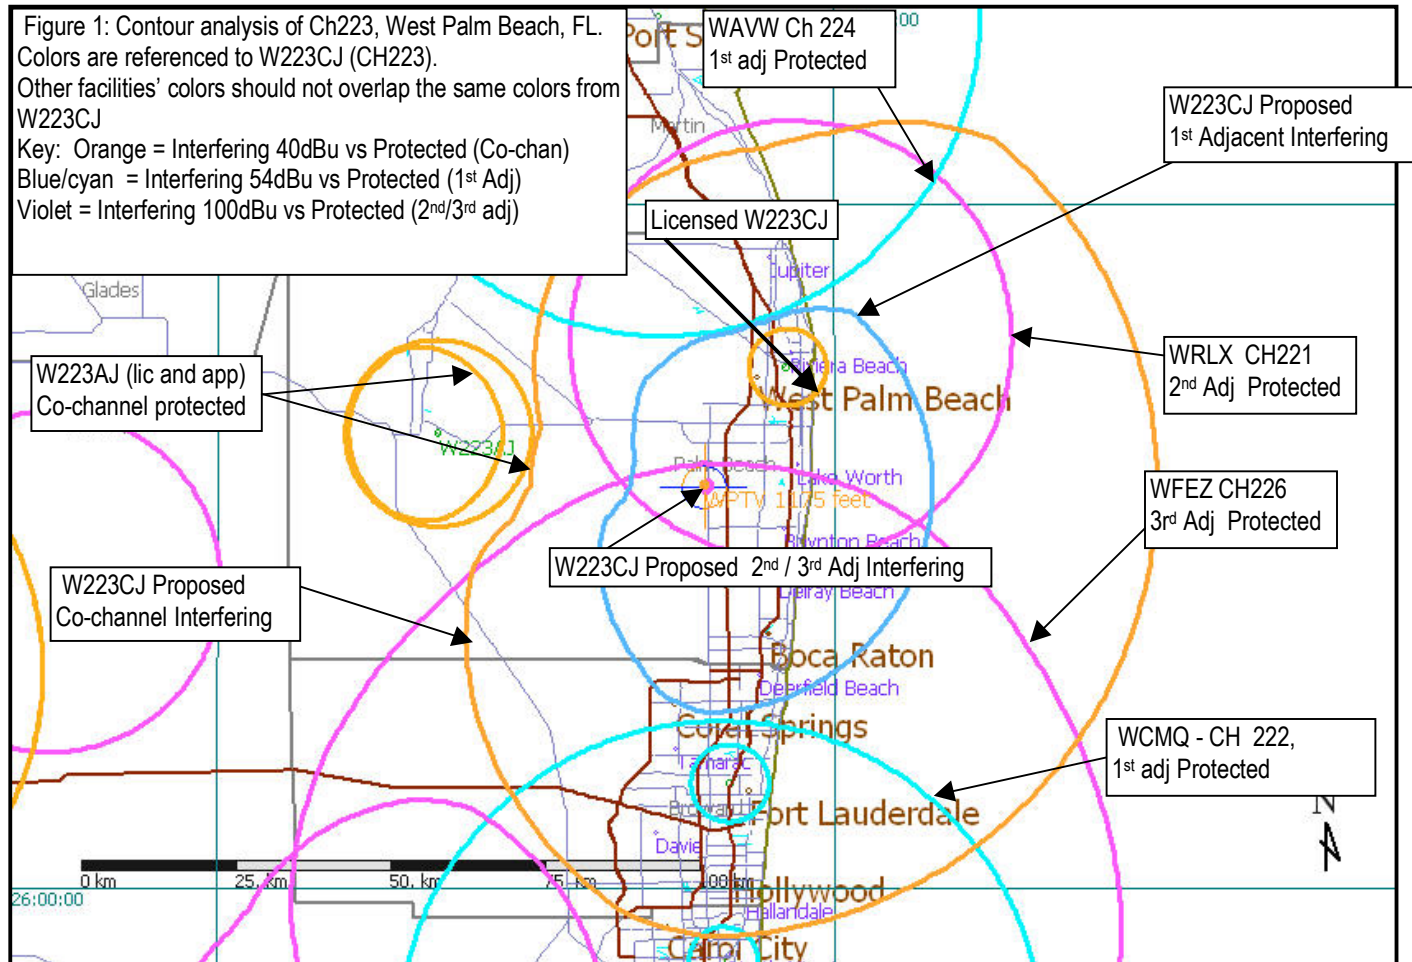 Figure 1: Contour analysis of Ch223, West Palm Beach, FL.
Colors are referenced to W223CJ (CH223).
Other facilities' colors should not overlap the same colors from
W223CJ
Key: Orange = Interfering 40dBu vs Protected (Co-chan)
Blue/cyan = Interfering 54dBu vs Protected (1st Adj)
Violet = Interfering 100dBu vs Protected (2nd/3rd adj)
Port S
WAVW Ch 224
1st adj Protected
:00
Martin
W223CJ Proposed
1st Adjacent Interfering
Licensed W223CJ
Jupiter
Glades
W223AJ (lic and app)
Co-channel protected
Riviera Beach
West Palm Beach
WRLX CH221
2nd Adj Protected
W223AJ
Palm Beach
Lake Worth
WPTV 1175 feet
WFEZ CH226
3rd Adj Protected
Boynton Beach
W223CJ Proposed 2nd / 3rd Adj Interfering
Delray Beach
W223CJ Proposed
Co-channel Interfering
Boca Raton
Deerfield Beach
Coral Springs
WCMQ - CH 222,
1st adj Protected
Tamarac
Broward
Fort Lauderdale
N
Davie
0 km
25. km
50. km
75. km
100. km
26:00:00
Hollywood
Hallandale
Carol City